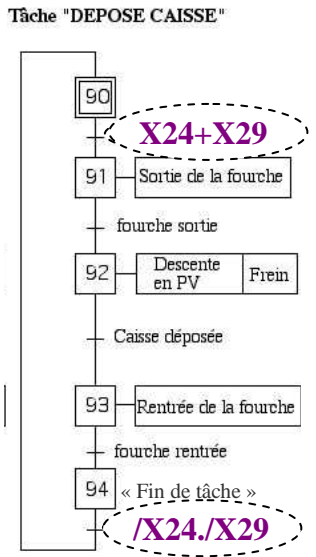 Tâche "DEPOSE CAISSE"
90
X24+X29
91 Sortie de la fourche
fourche sortie
92 Descente en PV Frein
Caisse déposée
93 Rentrée de la fourche
fourche rentrée
94 « Fin de tâche »
/X24./X29